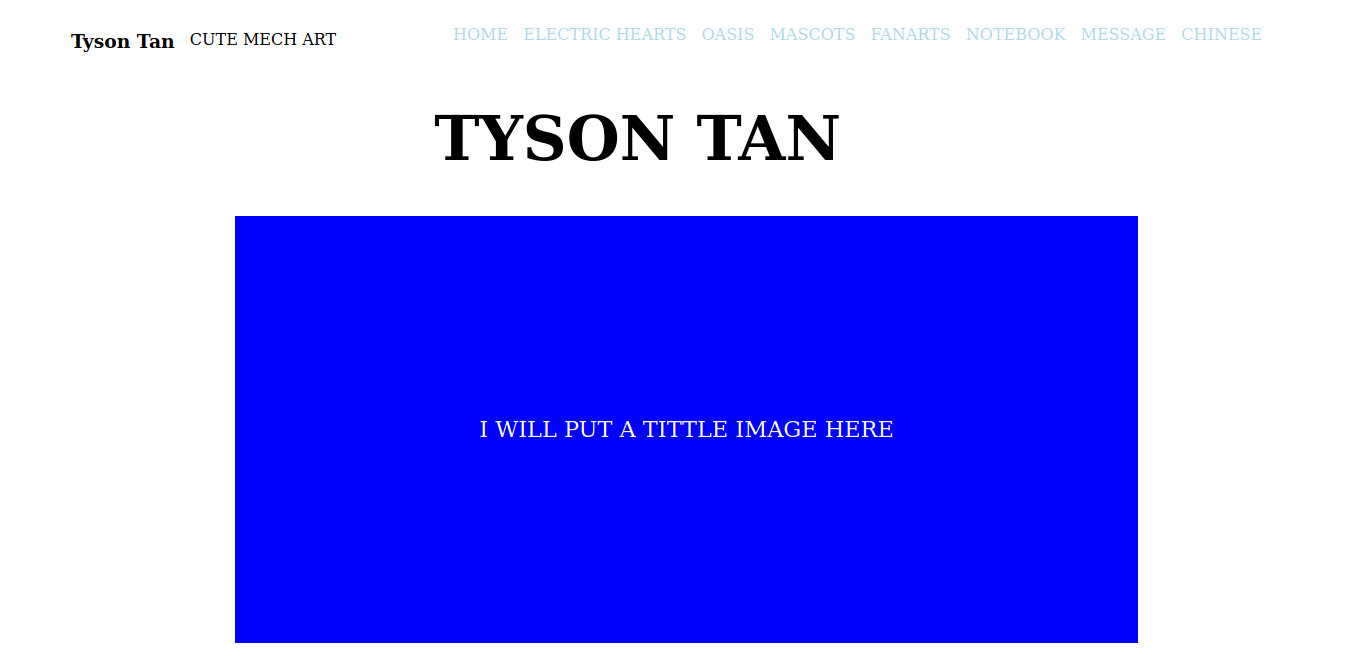 Tyson Tan CUTE MECH ART HOME ELECTRIC HEARTS OASIS MASCOTS FANARTS NOTEBOOK MESSAGE CHINESE
TYSON TAN
I WILL PUT A TITTLE IMAGE HERE